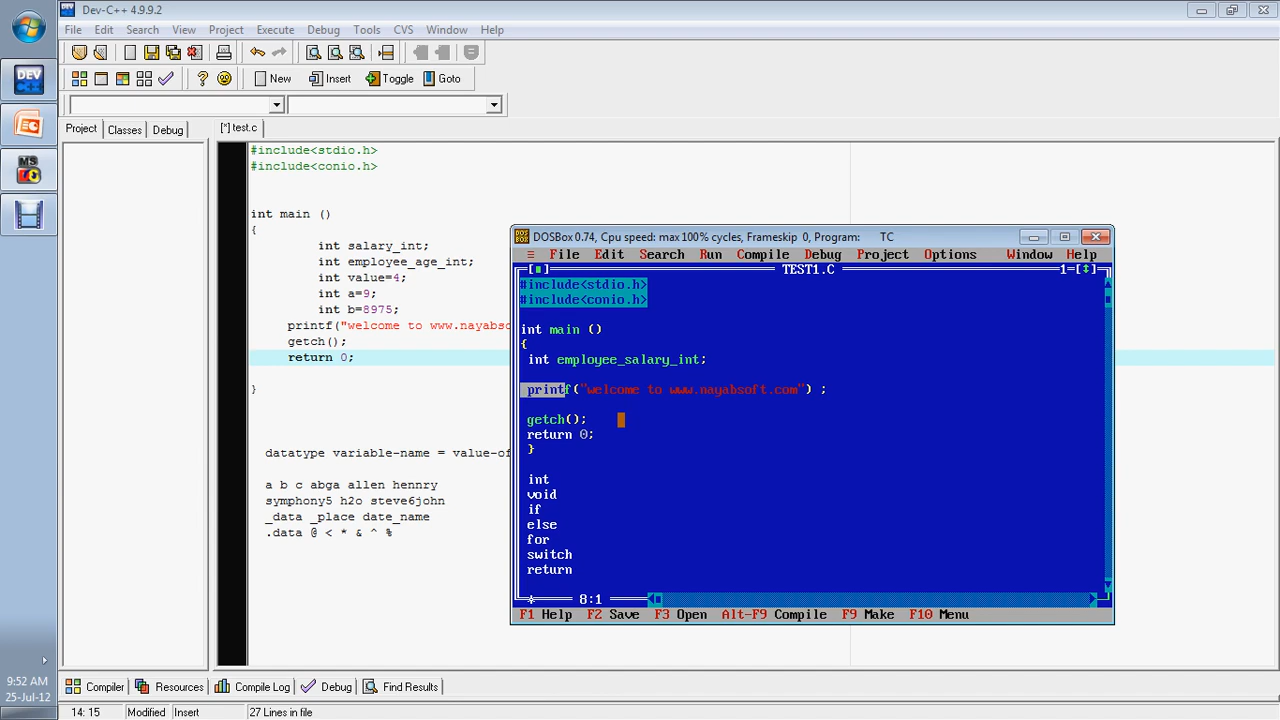 Dev-C++ 4.9.9.2
File Edit Search View Project Execute Debug Tools CVS Window Help
New Insert Toggle Goto
Project Classes Debug
[*] test.c
#include<stdio.h>
#include<conio.h>
int main ()
{
int salary_int;
int employee_age_int;
int value=4;
int a=9;
int b=8975;
printf("welcome to www.nayabso
getch();
return 0;
}
datatype variable-name = value-of
a b c abga allen hennry
symphony5 h2o steve6john
_data _place date_name
.data @ < * & ^ %
DOSBox 0.74, Cpu speed: max 100% cycles, Frameskip 0, Program: TC
≡ File Edit Search Run Compile Debug Project Options Window Help
TEST1.C 1=[↕]
#include<stdio.h>
#include<conio.h>
int main ()
{
int employee_salary_int;
printf("welcome to www.nayabsoft.com") ;
getch();
return 0;
}
int
void
if
else
for
switch
return
* 8:1
F1 Help F2 Save F3 Open Alt-F9 Compile F9 Make F10 Menu
Compiler Resources Compile Log Debug Find Results
14: 15 Modified Insert 27 Lines in file
DEV
C++
MS
9:52 AM
25-Jul-12